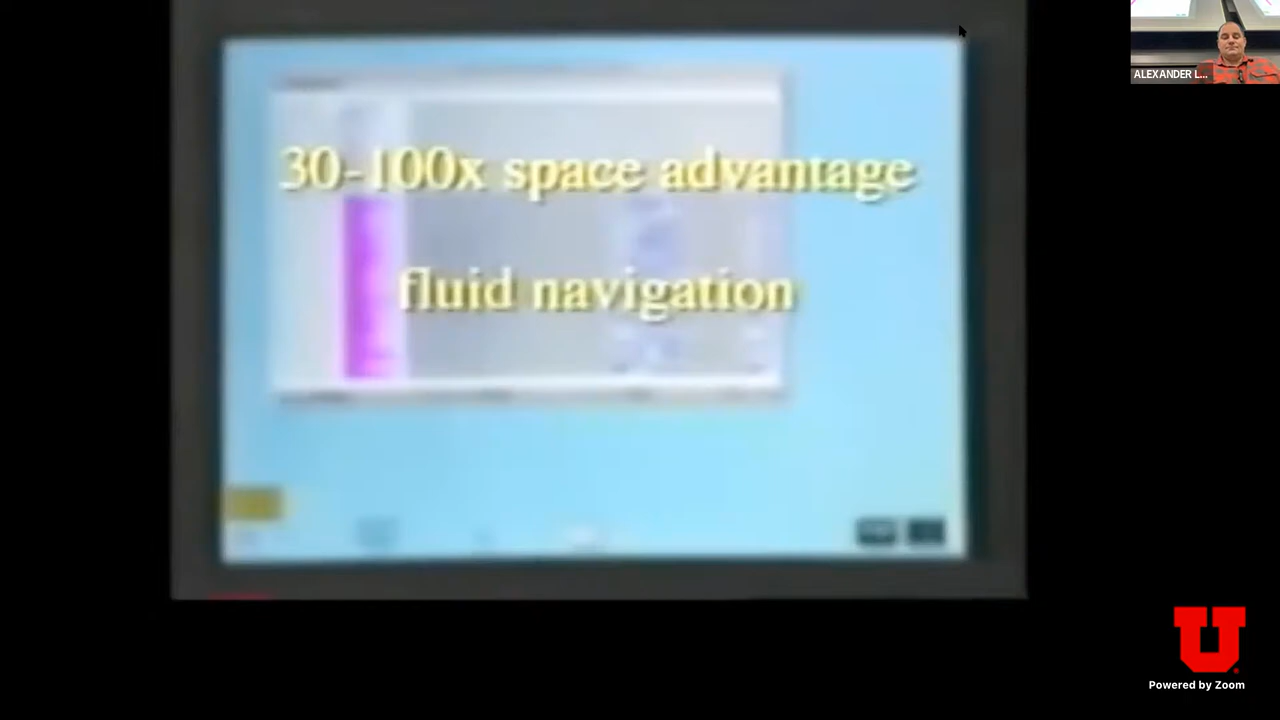 30-100x space advantage
fluid navigation
ALEXANDER L...
U
Powered by Zoom